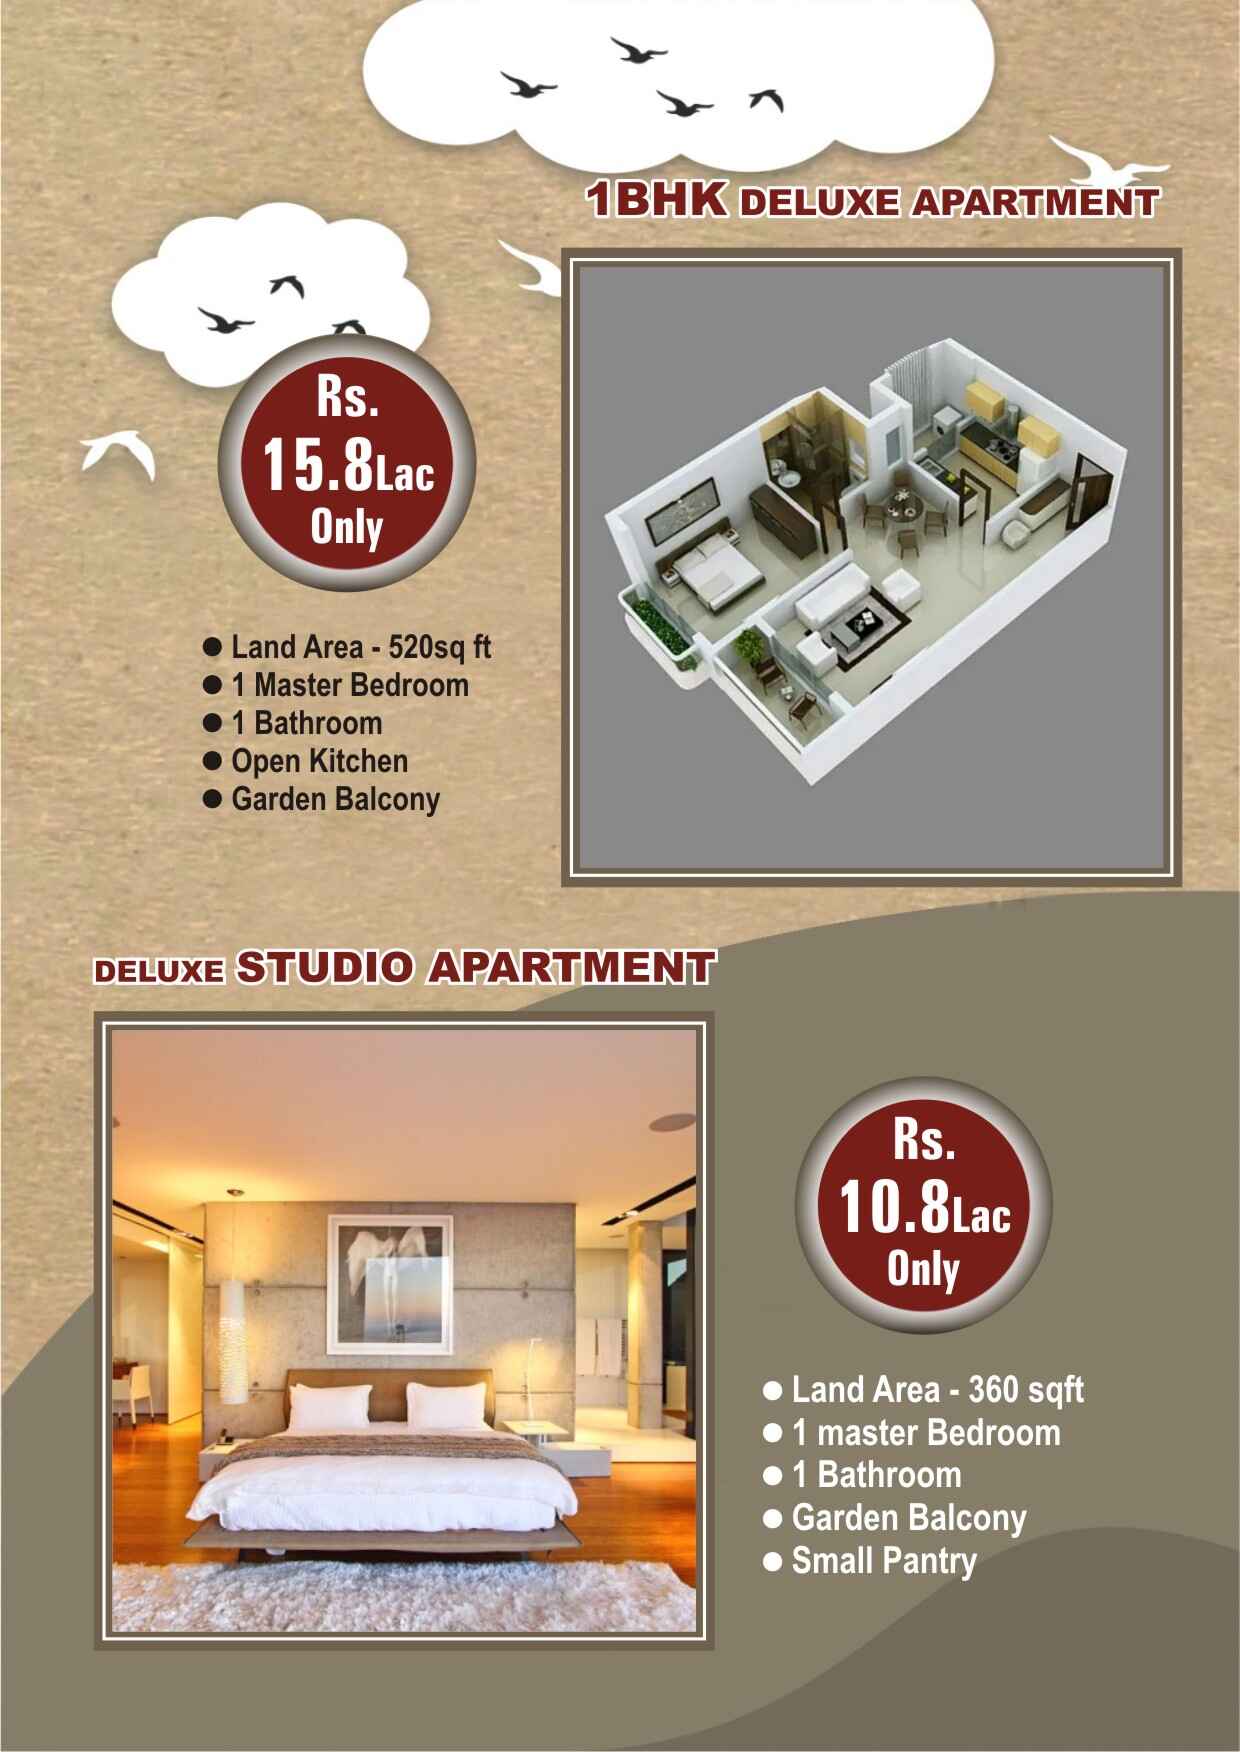 1BHK DELUXE APARTMENT
Rs.
15.8Lac
Only
● Land Area - 520sq ft
● 1 Master Bedroom
● 1 Bathroom
● Open Kitchen
● Garden Balcony
DELUXE STUDIO APARTMENT
Rs.
10.8Lac
Only
● Land Area - 360 sqft
● 1 master Bedroom
● 1 Bathroom
● Garden Balcony
● Small Pantry